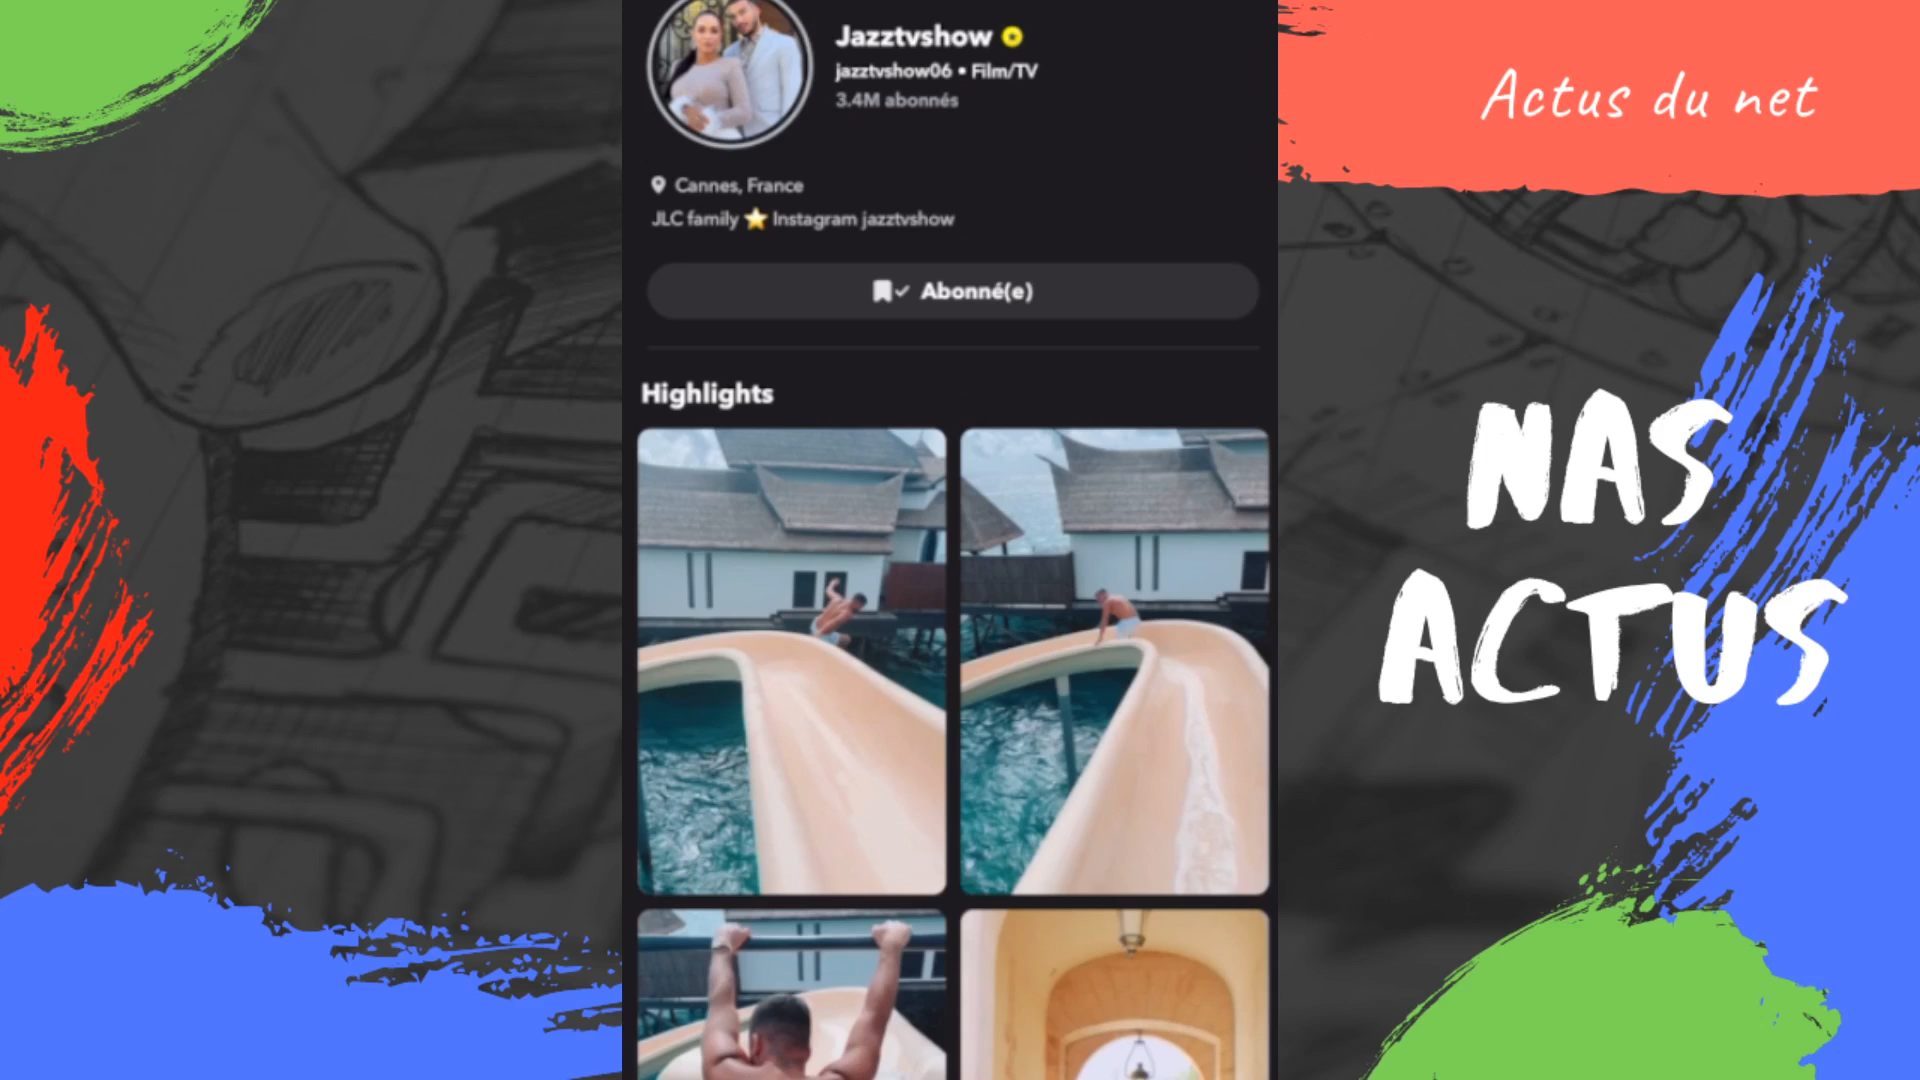 Jazztvshow
jazztvshow06 • Film/TV
3.4M abonnés
Cannes, France
JLC family ⭐ Instagram jazztvshow
Abonné(e)
Highlights
Actus du net
NAS
ACTUS